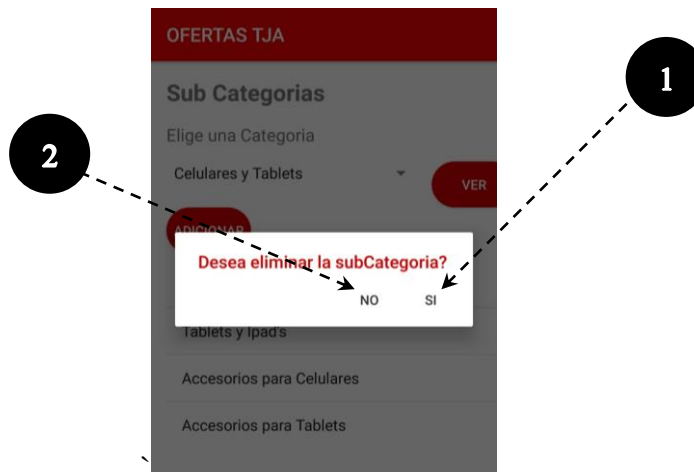 OFERTAS TJA
1
Sub Categorias
Elige una Categoria
2
Celulares y Tablets
VER
ADICIONAR
Desea eliminar la subCategoria?
NO SI
Tablets y Ipad's
Accesorios para Celulares
Accesorios para Tablets
`